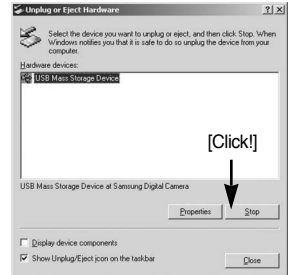 Unplug or Eject Hardware
Select the device you want to unplug or eject, and then click Stop. When
Windows notifies you that it is safe to do so unplug the device from your
computer.
Hardware devices:
USB Mass Storage Device
[Click!]
USB Mass Storage Device at Samsung Digital Camera
Properties
Stop
Display device components
Show Unplug/Eject icon on the taskbar
Close